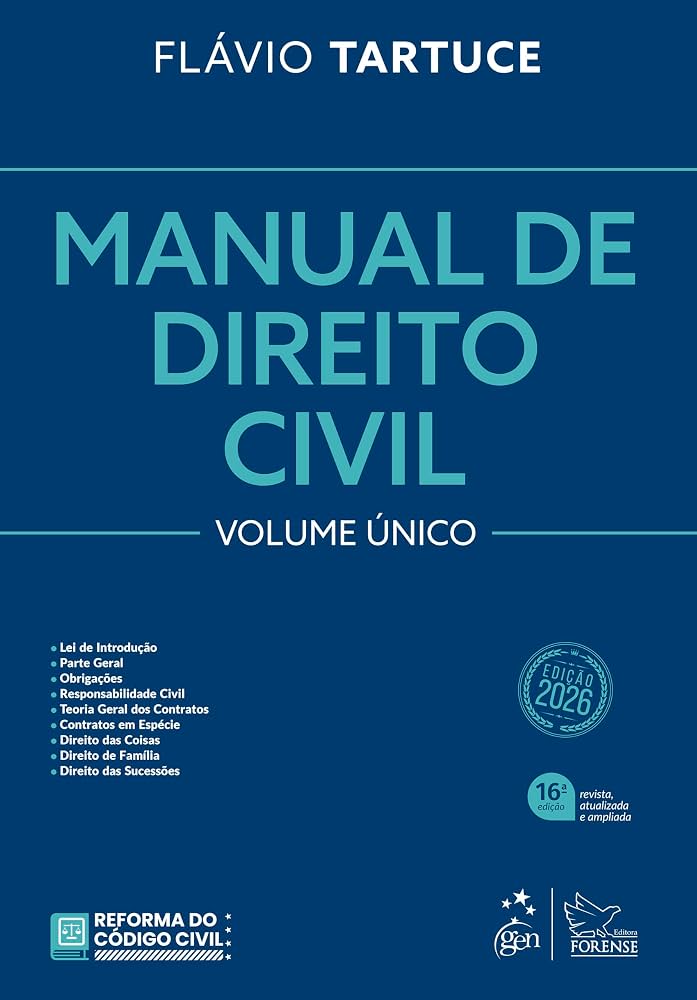 FLÁVIO TARTUCE
MANUAL DE
DIREITO
CIVIL
VOLUME ÚNICO
• Lei de Introdução
• Parte Geral
• Obrigações
• Responsabilidade Civil
• Teoria Geral dos Contratos
• Contratos em Espécie
• Direito das Coisas
• Direito de Família
• Direito das Sucessões
EDIÇÃO
2026
16ª
edição
revista,
atualizada
e ampliada
REFORMA DO
CÓDIGO CIVIL
gen
Editora
FORENSE